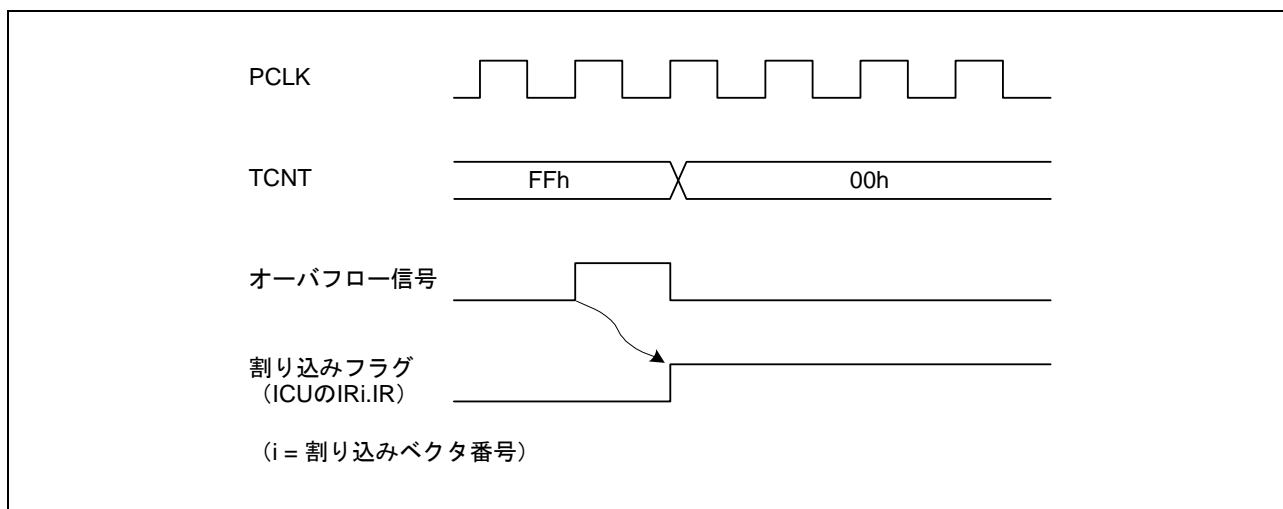 PCLK
TCNT
FFh
00h
オーバフロー信号
割り込みフラグ
（ICUのIRi.IR）
（i = 割り込みベクタ番号）